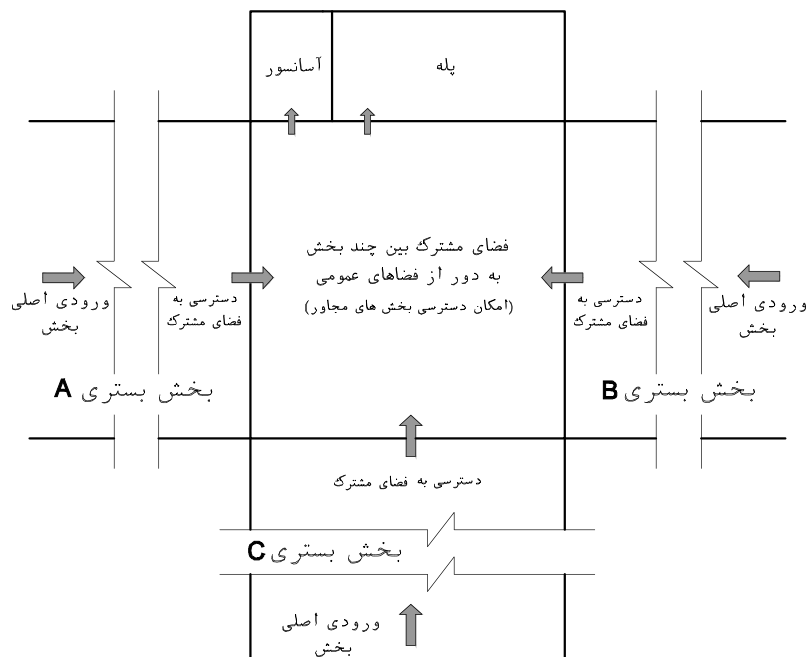 پله
آسانسور
فضای مشترک بین چند بخش
به دور از فضاهای عمومی
(امکان دسترسی بخش های مجاور)
ورودی اصلی
بخش
دسترسی به
فضای مشترک
دسترسی به
فضای مشترک
ورودی اصلی
بخش
بخش بستری B
بخش بستری A
دسترسی به فضای مشترک
بخش بستری C
ورودی اصلی
بخش